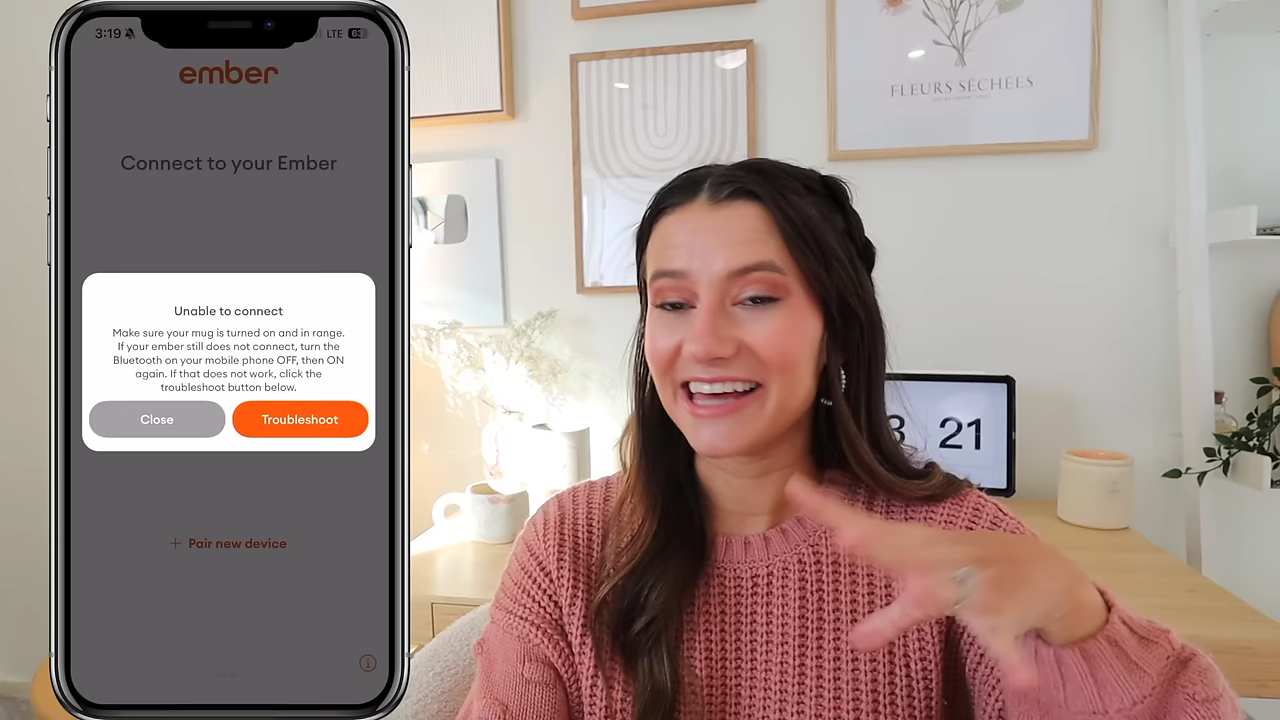 3:19
LTE 63
ember
Connect to your Ember
Unable to connect
Make sure your mug is turned on and in range.
If your ember still does not connect, turn the
Bluetooth on your mobile phone OFF, then ON
again. If that does not work, click the
troubleshoot button below.
Close
Troubleshoot
+ Pair new device
FLEURS SÉCHÉES
21